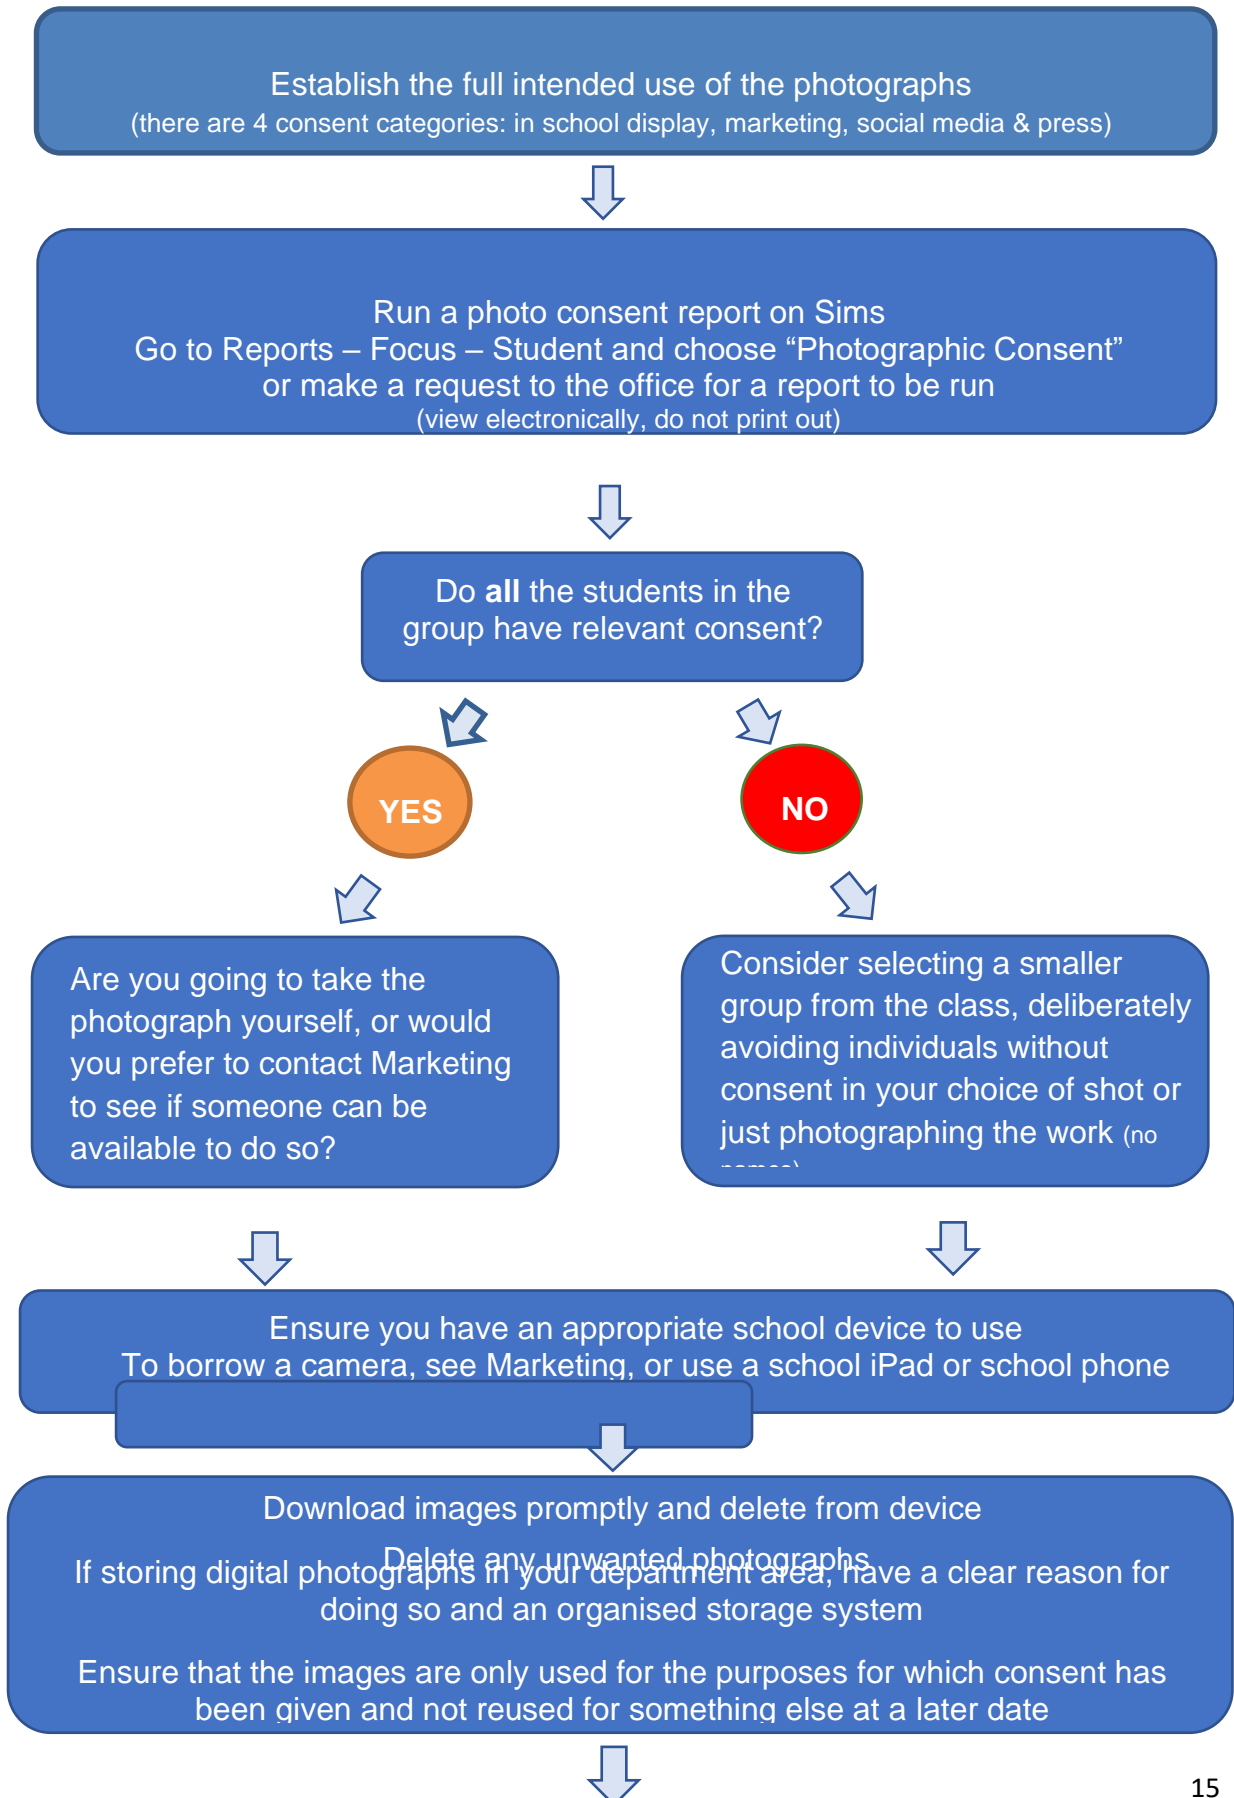 Establish the full intended use of the photographs
(there are 4 consent categories: in school display, marketing, social media & press)
Run a photo consent report on Sims
Go to Reports – Focus – Student and choose “Photographic Consent”
or make a request to the office for a report to be run
(view electronically, do not print out)
Do all the students in the
group have relevant consent?
YES
NO
Are you going to take the
photograph yourself, or would
you prefer to contact Marketing
to see if someone can be
available to do so?
Consider selecting a smaller
group from the class, deliberately
avoiding individuals without
consent in your choice of shot or
just photographing the work (no
names)
Ensure you have an appropriate school device to use
To borrow a camera, see Marketing, or use a school iPad or school phone
Download images promptly and delete from device
Delete any unwanted photographs
If storing digital photographs in your department area, have a clear reason for
doing so and an organised storage system
Ensure that the images are only used for the purposes for which consent has
been given and not reused for something else at a later date
15